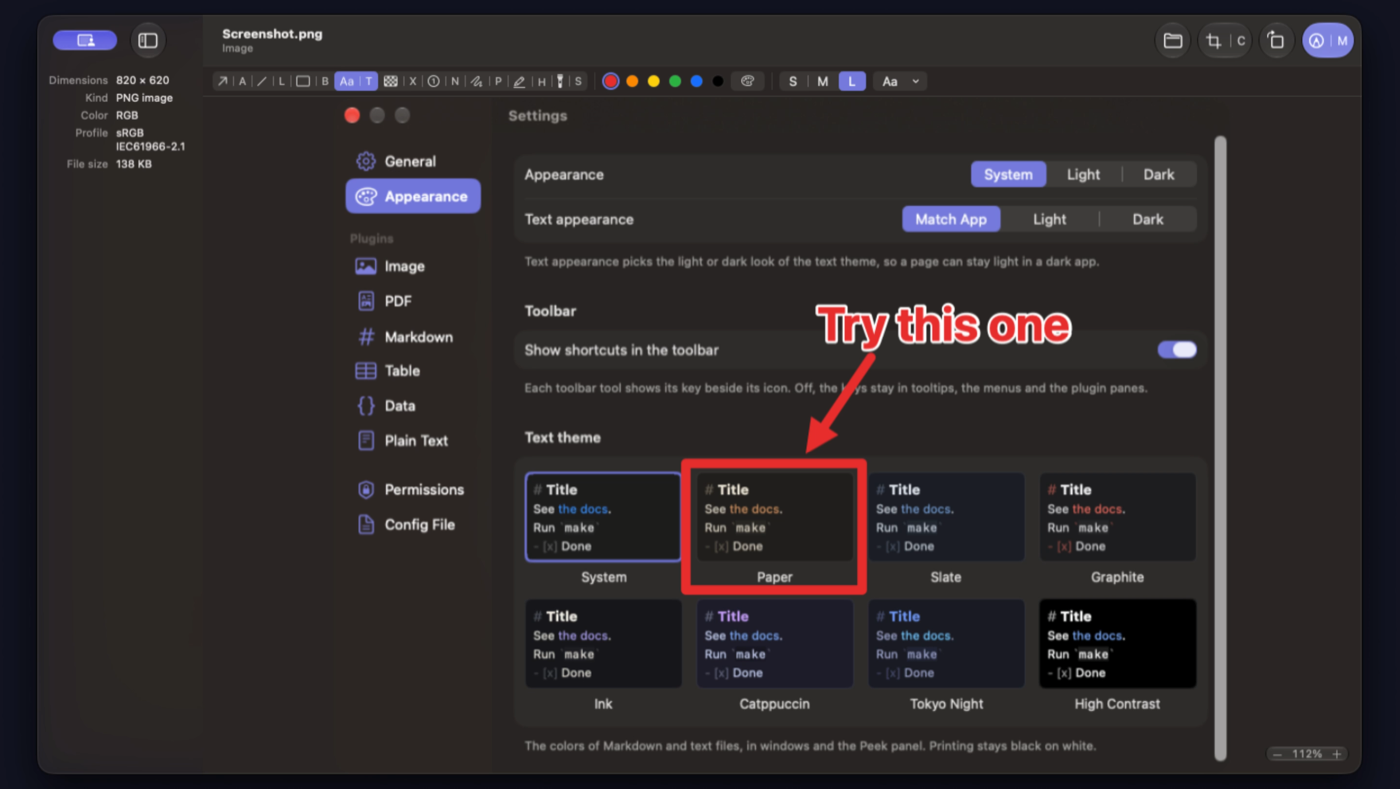 Screenshot.png
Image
C
M
Dimensions 820 × 620
Kind PNG image
Color RGB
Profile sRGB
IEC61966-2.1
File size 138 KB
A L B Aa T X 1 N P H S
S M L Aa
Settings
General
Appearance
Plugins
Image
PDF
Markdown
Table
Data
Plain Text
Permissions
Config File
Appearance System Light Dark
Text appearance Match App Light Dark
Text appearance picks the light or dark look of the text theme, so a page can stay light in a dark app.
Toolbar
Try this one
Show shortcuts in the toolbar
Each toolbar tool shows its key beside its icon. Off, the keys stay in tooltips, the menus and the plugin panes.
Text theme
# Title
See the docs.
Run `make`
- [x] Done
System
# Title
See the docs.
Run `make`
- [x] Done
Paper
# Title
See the docs.
Run `make`
- [x] Done
Slate
# Title
See the docs.
Run `make`
- [x] Done
Graphite
# Title
See the docs.
Run `make`
- [x] Done
Ink
# Title
See the docs.
Run `make`
- [x] Done
Catppuccin
# Title
See the docs.
Run `make`
- [x] Done
Tokyo Night
# Title
See the docs.
Run `make`
- [x] Done
High Contrast
The colors of Markdown and text files, in windows and the Peek panel. Printing stays black on white.
– 112% +